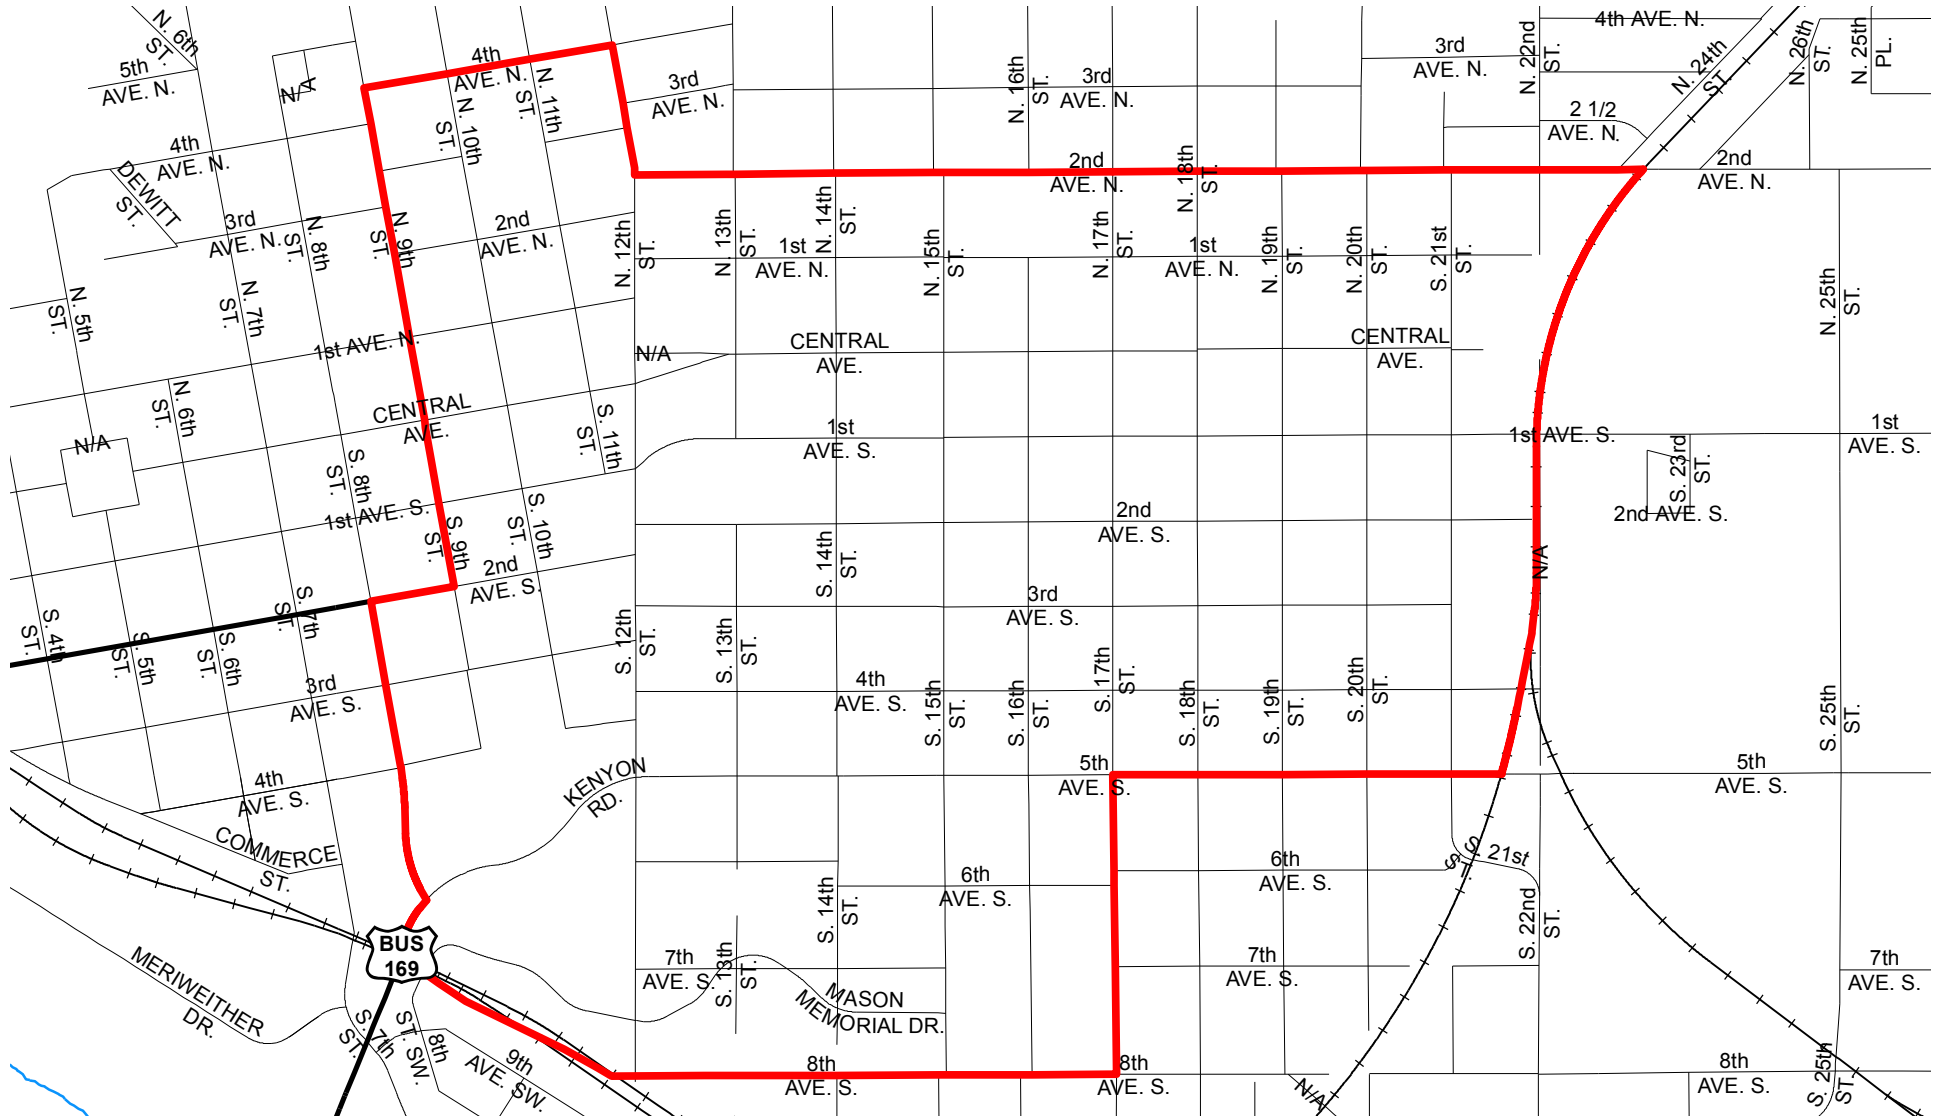 N. 6th
ST.
5th
AVE. N.
N/A
4th
AVE. N.
N. 10th
ST.
N. 11th
ST.
3rd
AVE. N.
N. 16th
ST.
3rd
AVE. N.
3rd
AVE. N.
N. 22nd
ST.
4th AVE. N.
N. 24th
ST.
N. 26th
ST.
N. 25th
PL.
2 1/2
AVE. N.
4th
AVE. N.
DEWITT
ST.
3rd
AVE. N.
N. 8th
ST.
N. 9th
ST.
2nd
AVE. N.
N. 12th
ST.
N. 13th
ST.
1st
AVE. N.
N. 14th
ST.
N. 15th
ST.
2nd
AVE. N.
N. 17th
ST.
N. 18th
ST.
1st
AVE. N.
N. 19th
ST.
N. 20th
ST.
S. 21st
ST.
2nd
AVE. N.
N. 25th
ST.
N. 5th
ST.
N. 7th
ST.
1st AVE. N.
N/A
CENTRAL
AVE.
CENTRAL
AVE.
N. 6th
ST.
CENTRAL
AVE.
S. 11th
ST.
N/A
1st
AVE. S.
1st AVE. S.
S. 23rd
ST.
1st
AVE. S.
S. 8th
ST.
1st AVE. S.
S. 9th
ST.
S. 10th
ST.
2nd
AVE. S.
2nd AVE. S.
2nd
AVE. S.
S. 14th
ST.
N/A
3rd
AVE. S.
S. 4th
ST.
S. 5th
ST.
S. 6th
ST.
S. 7th
ST.
S. 12th
ST.
S. 13th
ST.
3rd
AVE. S.
4th
AVE. S.
S. 15th
ST.
S. 16th
ST.
S. 17th
ST.
S. 18th
ST.
S. 19th
ST.
S. 20th
ST.
S. 25th
ST.
4th
AVE. S.
KENYON
RD.
5th
AVE. S.
5th
AVE. S.
COMMERCE
ST.
6th
AVE. S.
6th
AVE. S.
S. 21st
ST.
S. 14th
ST.
S. 22nd
ST.
BUS
169
MERIWEITHER
DR.
7th
AVE. S.
S. 13th
ST.
MASON
MEMORIAL DR.
7th
AVE. S.
7th
AVE. S.
S. 7th
ST.
8th
ST. SW.
9th
AVE. SW.
8th
AVE. S.
8th
AVE. S.
N/A
8th
AVE. S.
S. 25th
ST.